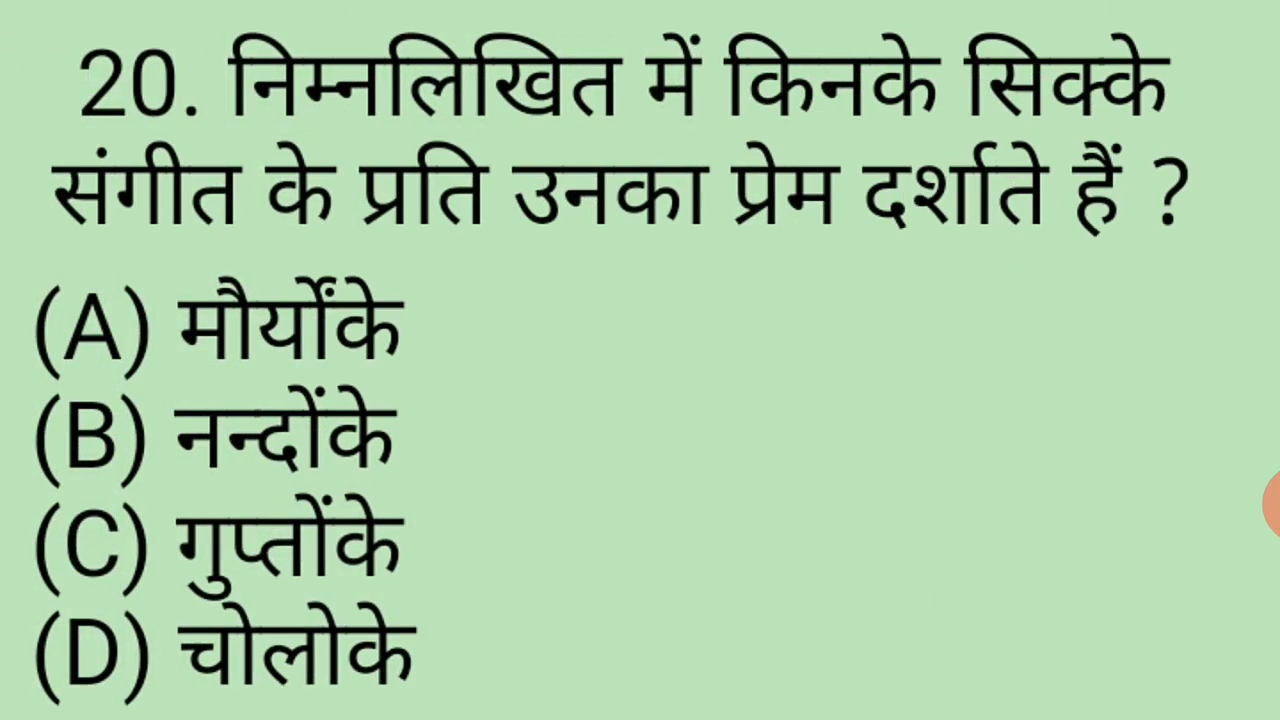 20. निम्नलिखित में किनके सिक्के
संगीत के प्रति उनका प्रेम दर्शाते हैं ?
(A) मौर्योंके
(B) नन्दोंके
(C) गुप्तोंके
(D) चोलोके